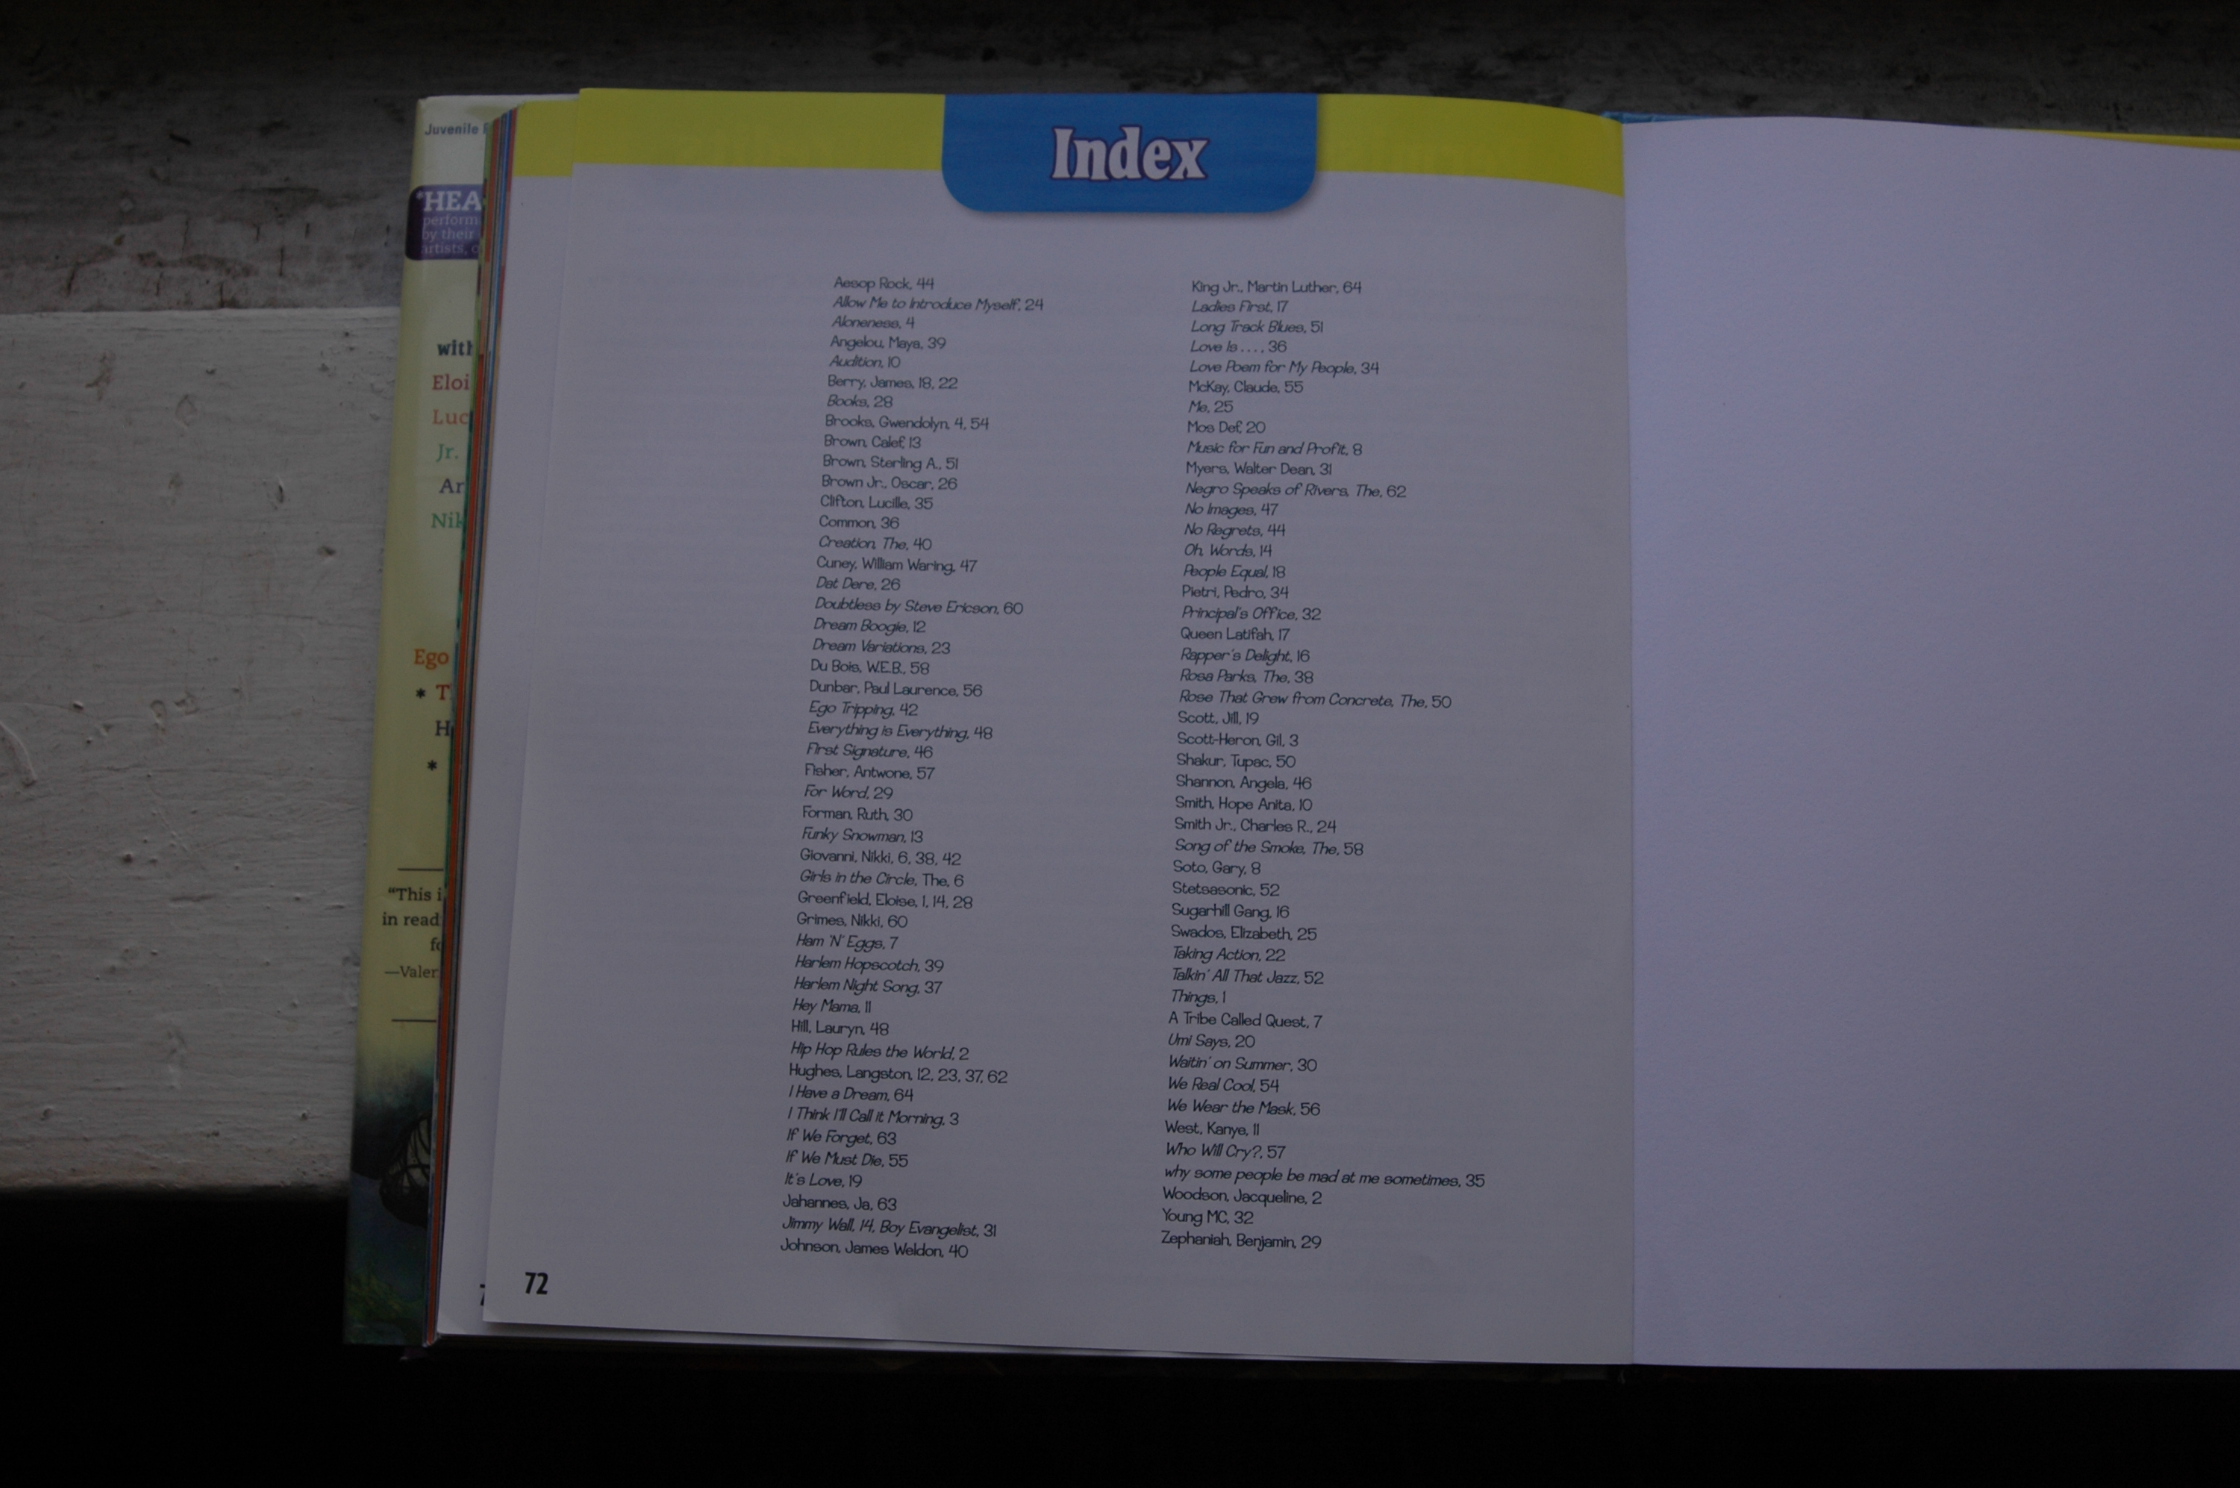 Juvenile
HEA
perform
by their
artists,
with
Eloi
Luc
Jr.
Ar
Nik
Ego
* T
H
*
"This i
in read
fo
—Valer
Index
Aesop Rock, 44
Allow Me to Introduce Myself, 24
Aloneness, 4
Angelou, Maya, 39
Audition, 10
Berry, James, 18, 22
Books, 28
Brooks, Gwendolyn, 4, 54
Brown, Calef, 13
Brown, Sterling A., 51
Brown Jr., Oscar, 26
Clifton, Lucille, 35
Common, 36
Creation, The, 40
Cuney, William Waring, 47
Dat Dere, 26
Doubtless by Steve Ericson, 60
Dream Boogie, 12
Dream Variations, 23
Du Bois, W.E.B., 58
Dunbar, Paul Laurence, 56
Ego Tripping, 42
Everything is Everything, 48
First Signature, 46
Fisher, Antwone, 57
For Word, 29
Forman, Ruth, 30
Funky Snowman, 13
Giovanni, Nikki, 6, 38, 42
Girls in the Circle, The, 6
Greenfield, Eloise, 1, 14, 28
Grimes, Nikki, 60
Ham 'N' Eggs, 7
Harlem Hopscotch, 39
Harlem Night Song, 37
Hey Mama, 11
Hill, Lauryn, 48
Hip Hop Rules the World, 2
Hughes, Langston, 12, 23, 37, 62
I Have a Dream, 64
I Think I'll Call it Morning, 3
If We Forget, 63
If We Must Die, 55
It's Love, 19
Jahannes, Ja, 63
Jimmy Wall, 14, Boy Evangelist, 31
Johnson, James Weldon, 40
King Jr., Martin Luther, 64
Ladies First, 17
Long Track Blues, 51
Love Is . . . , 36
Love Poem for My People, 34
McKay, Claude, 55
Me, 25
Mos Def, 20
Music for Fun and Profit, 8
Myers, Walter Dean, 31
Negro Speaks of Rivers, The, 62
No Images, 47
No Regrets, 44
Oh, Words, 14
People Equal, 18
Pietri, Pedro, 34
Principal's Office, 32
Queen Latifah, 17
Rapper's Delight, 16
Rosa Parks, The, 38
Rose That Grew from Concrete, The, 50
Scott, Jill, 19
Scott-Heron, Gil, 3
Shakur, Tupac, 50
Shannon, Angela, 46
Smith, Hope Anita, 10
Smith Jr., Charles R., 24
Song of the Smoke, The, 58
Soto, Gary, 8
Stetsasonic, 52
Sugarhill Gang, 16
Swados, Elizabeth, 25
Taking Action, 22
Talkin' All That Jazz, 52
Things, 1
A Tribe Called Quest, 7
Umi Says, 20
Waitin' on Summer, 30
We Real Cool, 54
We Wear the Mask, 56
West, Kanye, 11
Who Will Cry?, 57
why some people be mad at me sometimes, 35
Woodson, Jacqueline, 2
Young MC, 32
Zephaniah, Benjamin, 29
72